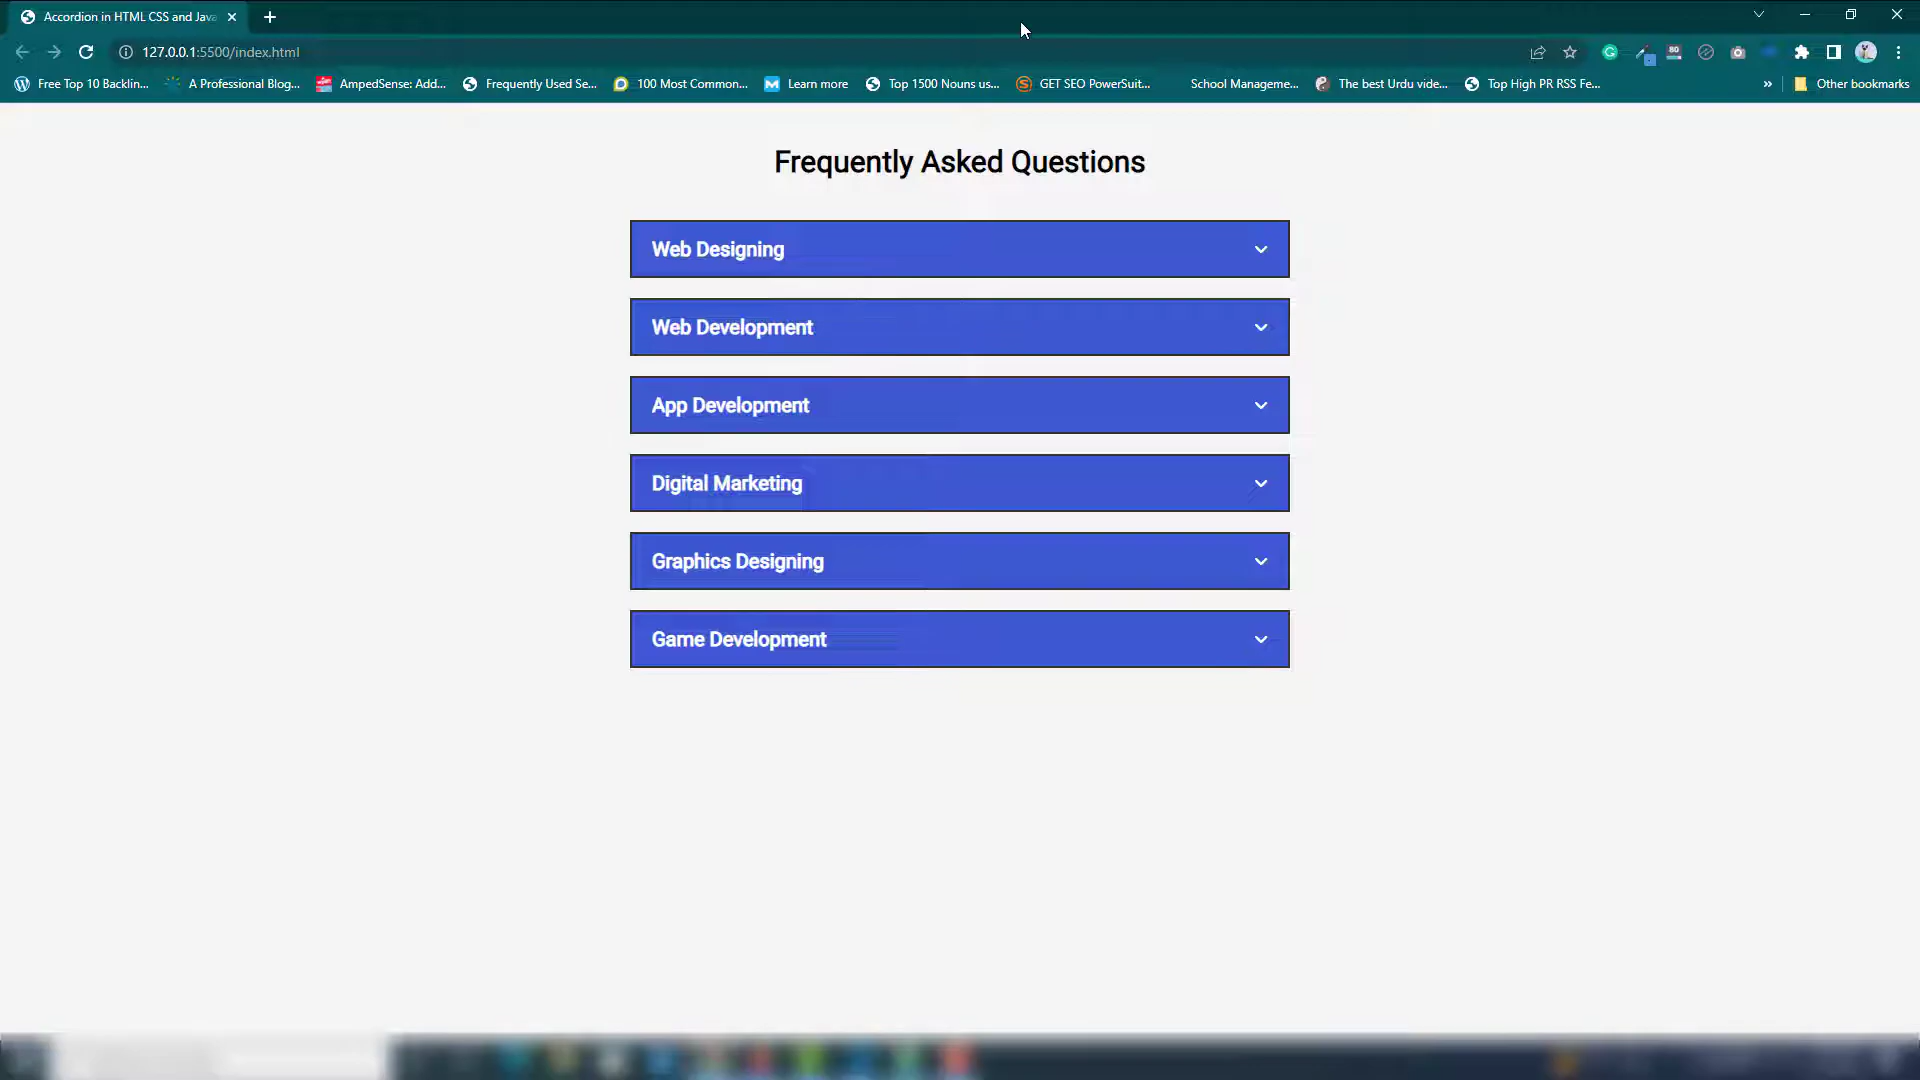 Accordion in HTML CSS and Java
127.0.0.1:5500/index.html
80
Free Top 10 Backlin...
A Professional Blog...
AmpedSense: Add...
Frequently Used Se...
100 Most Common...
Learn more
Top 1500 Nouns us...
GET SEO PowerSuit...
School Manageme...
The best Urdu vide...
Top High PR RSS Fe...
»
Other bookmarks
Frequently Asked Questions
Web Designing
Web Development
App Development
Digital Marketing
Graphics Designing
Game Development